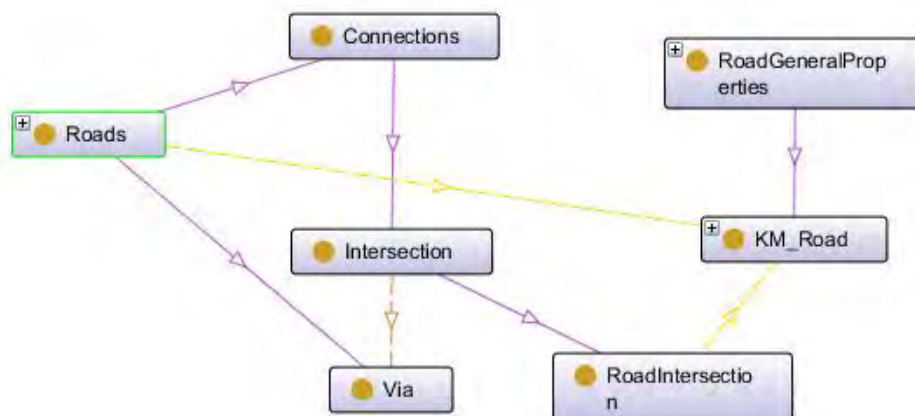 Connections
RoadGeneralProp
erties
Roads
KM_Road
Intersection
Via
RoadIntersectio
n